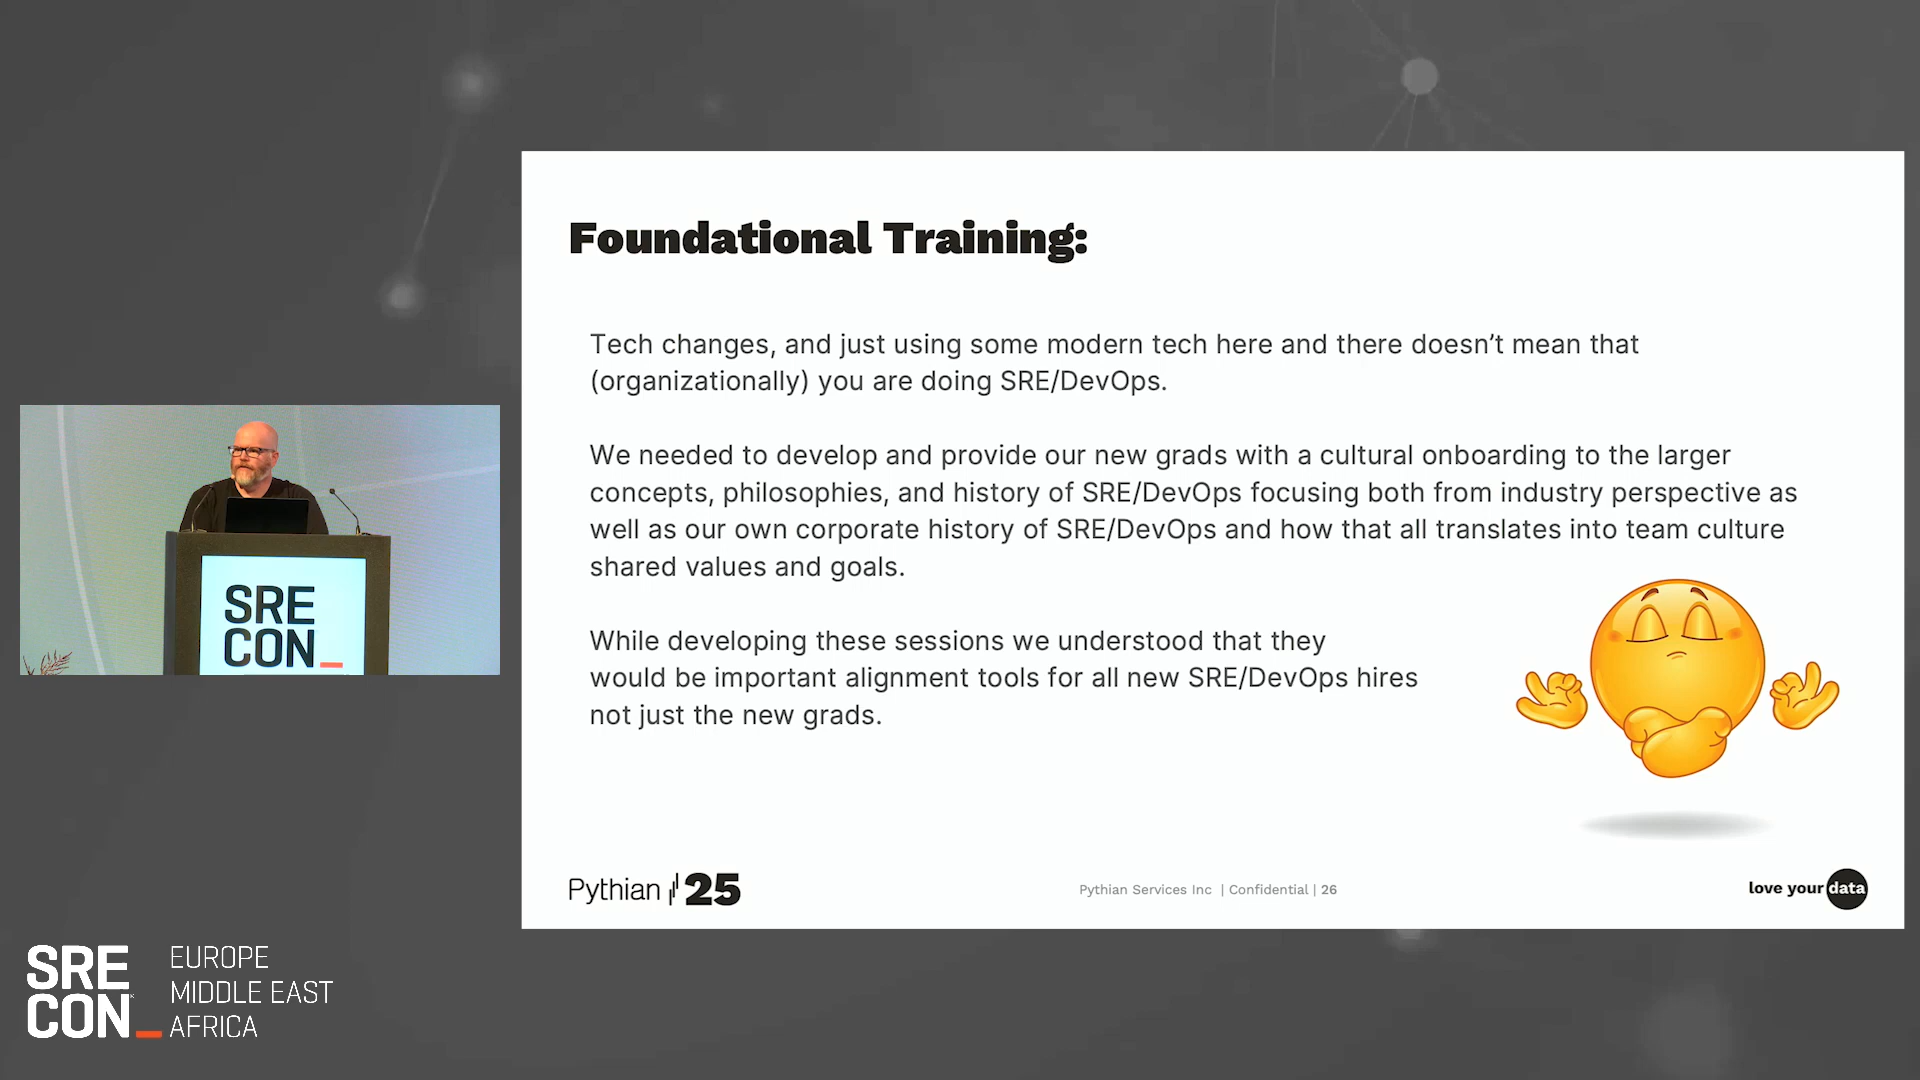 Foundational Training:
Tech changes, and just using some modern tech here and there doesn’t mean that
(organizationally) you are doing SRE/DevOps.
We needed to develop and provide our new grads with a cultural onboarding to the larger
concepts, philosophies, and history of SRE/DevOps focusing both from industry perspective as
well as our own corporate history of SRE/DevOps and how that all translates into team culture
shared values and goals.
While developing these sessions we understood that they
would be important alignment tools for all new SRE/DevOps hires
not just the new grads.
Pythian 25
Pythian Services Inc | Confidential | 26
love your data
SRE
CON_
SRE
CON_
EUROPE
MIDDLE EAST
AFRICA